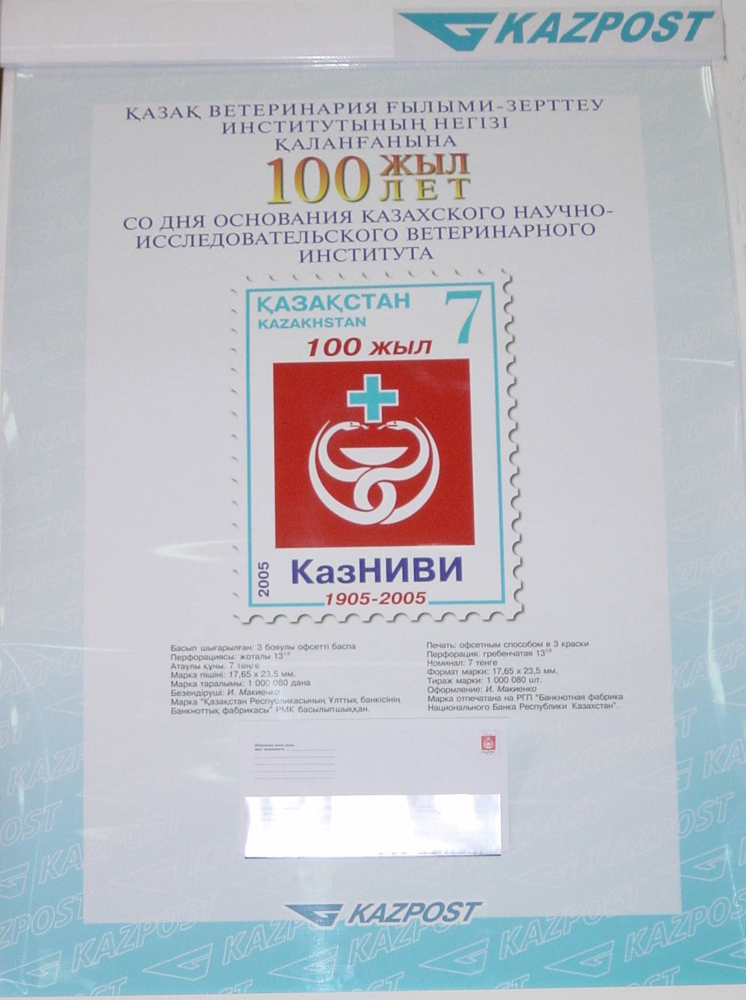 KAZPOST
ҚАЗАҚ ВЕТЕРИНАРИЯ ҒЫЛЫМИ-ЗЕРТТЕУ
ИНСТИТУТЫНЫҢ НЕГІЗІ
ҚАЛАНҒАНЫНА
100 ЖЫЛ
ЛЕТ
СО ДНЯ ОСНОВАНИЯ КАЗАХСКОГО НАУЧНО-
ИССЛЕДОВАТЕЛЬСКОГО ВЕТЕРИНАРНОГО
ИНСТИТУТА
ҚАЗАҚСТАН 7
KAZAKHSTAN
100 жыл
2005
КазНИВИ
1905-2005
Басып шығарылған: 3 бояулы офсетті баспа
Перфорациясы: жоталы 13 1/2
Атаулы құны: 7 теңге
Марка пішіні: 17,65 х 23,5 мм.
Марка таралымы: 1 000 080 дана
Безендіруші: И. Макиенко
Марка "Қазақстан Республикасының Ұлттық банкісінің
Банкноттық фабрикасы" РМК басылыпшыққан.
Печать: офсетным способом в 3 краски
Перфорация: гребенчатая 13 1/2
Номинал: 7 тенге
Формат марки: 17,65 х 23,5 мм.
Тираж марки: 1 000 080 шт.
Оформление: И. Макиенко
Марка отпечатана на РГП "Банкнотная фабрика
Национального Банка Республики Казахстан".
KAZPOST